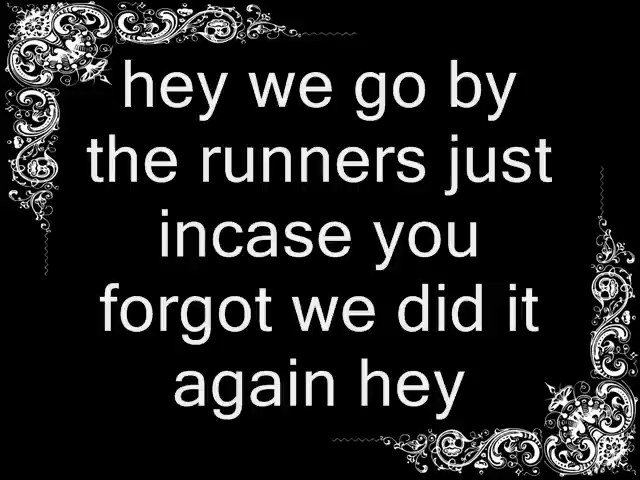 hey we go by
the runners just
incase you
forgot we did it
again hey